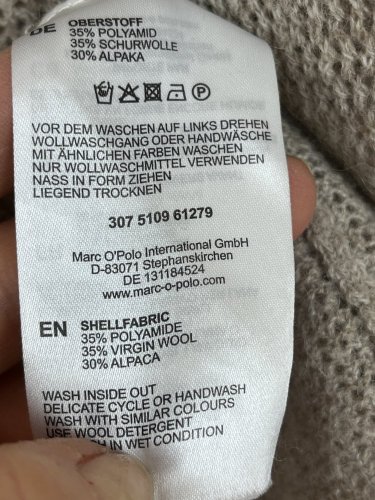 DE OBERSTOFF
35% POLYAMID
35% SCHURWOLLE
30% ALPAKA
VOR DEM WASCHEN AUF LINKS DREHEN
WOLLWASCHGANG ODER HANDWÄSCHE
MIT ÄHNLICHEN FARBEN WASCHEN
NUR WOLLWASCHMITTEL VERWENDEN
NASS IN FORM ZIEHEN
LIEGEND TROCKNEN
307 5109 61279
Marc O'Polo International GmbH
D-83071 Stephanskirchen
DE 131184524
www.marc-o-polo.com
EN SHELLFABRIC
35% POLYAMIDE
35% VIRGIN WOOL
30% ALPACA
WASH INSIDE OUT
DELICATE CYCLE OR HANDWASH
WASH WITH SIMILAR COLOURS
USE WOOL DETERGENT
IN WET CONDITION